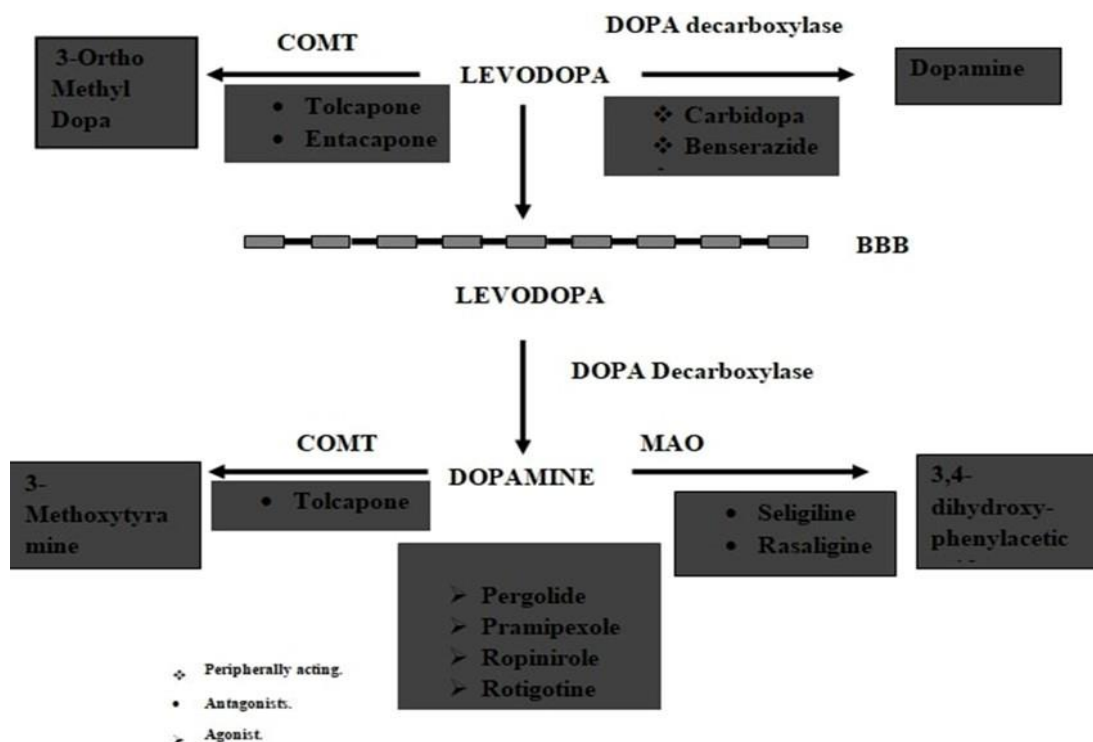 COMT
DOPA decarboxylase
3-Ortho
Methyl
Dopa
LEVODOPA
Dopamine
• Tolcapone
• Entacapone
❖ Carbidopa
❖ Benserazide
BBB
LEVODOPA
DOPA Decarboxylase
COMT
MAO
3-
Methoxytyra
mine
DOPAMINE
• Tolcapone
• Seligiline
• Rasaligine
3,4-
dihydroxy-
phenylacetic
➢ Pergolide
➢ Pramipexole
➢ Ropinirole
➢ Rotigotine
❖ Peripherally acting.
• Antagonists.
➢ Agonist.